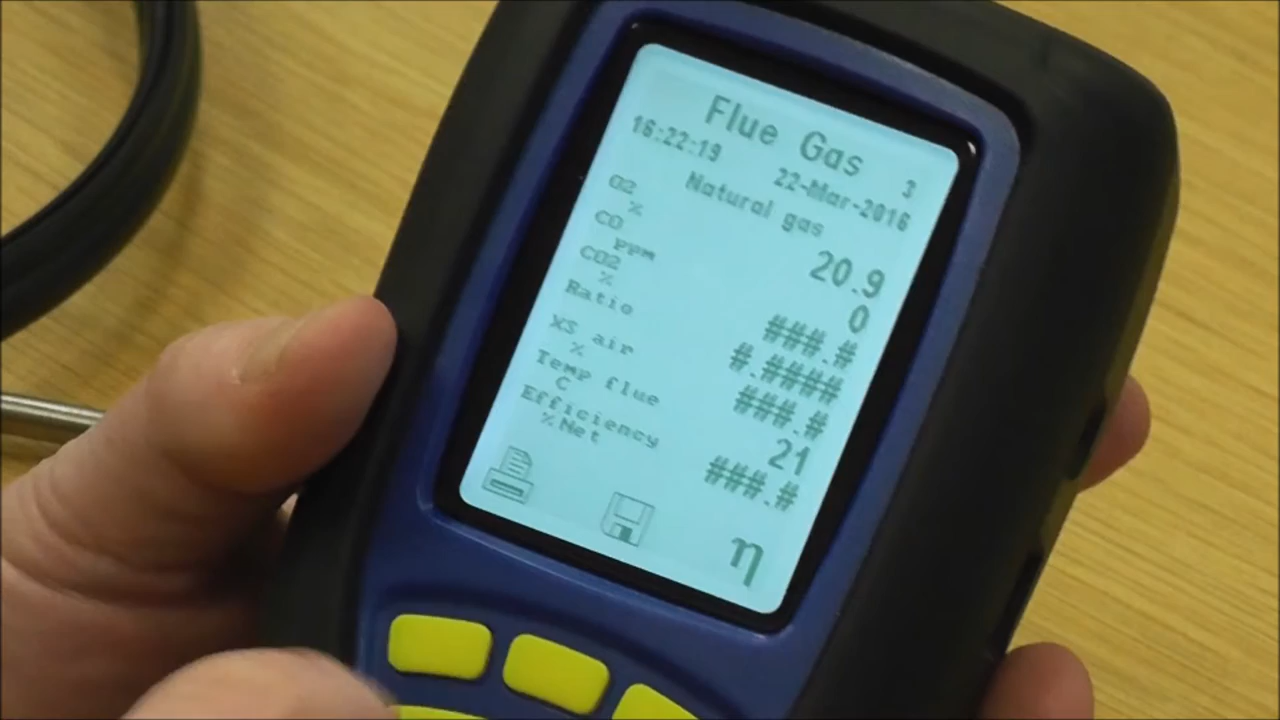 Flue Gas 3
16:22:19 22-Mar-2016
Natural gas
O2 % 20.9
CO PPm 0
CO2 % ###.#
Ratio #.####
XS air % ###.#
Temp flue C 21
Efficiency %Net ###.#
η